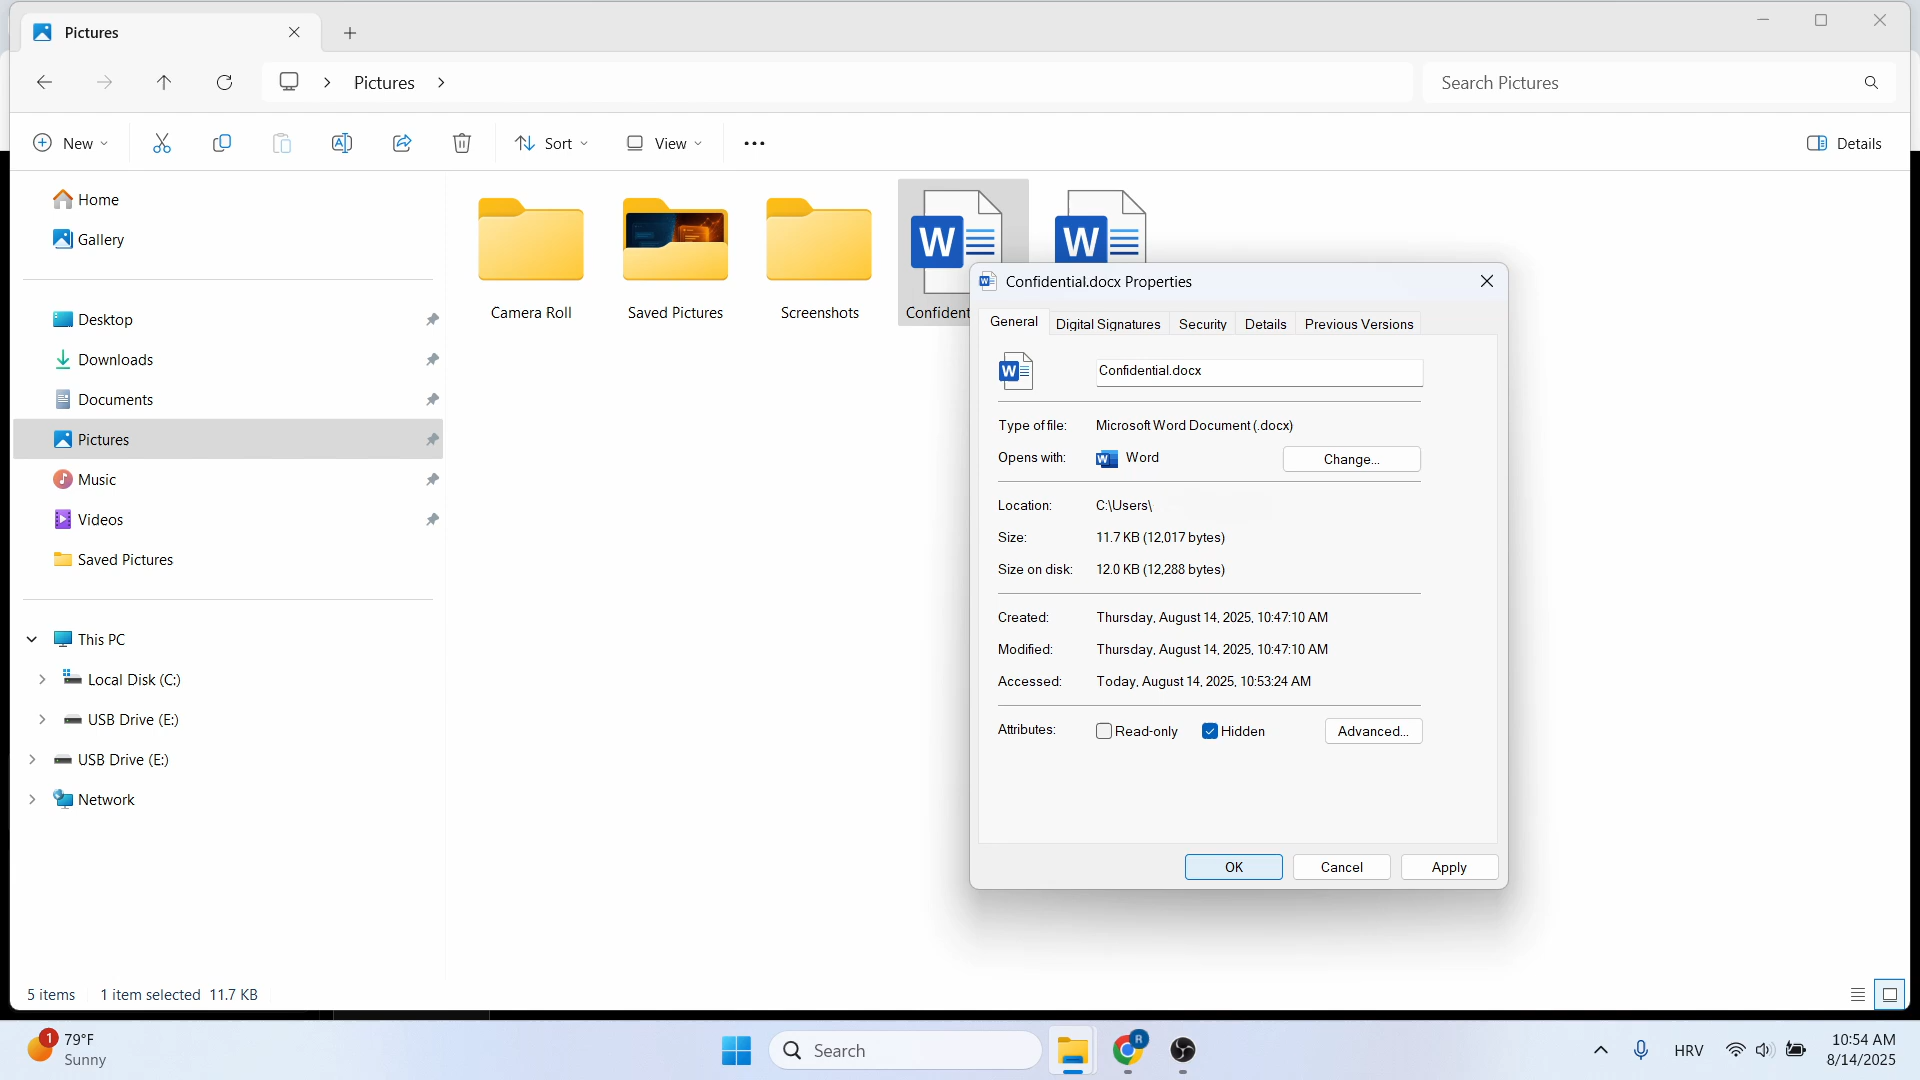 Pictures
Pictures
Search Pictures
New
Sort
View
Details
Home
Gallery
Desktop
Downloads
Documents
Pictures
Music
Videos
Saved Pictures
This PC
Local Disk (C:)
USB Drive (E:)
USB Drive (E:)
Network
Camera Roll
Saved Pictures
Screenshots
Confident
W
W
Confidential.docx Properties
General
Digital Signatures
Security
Details
Previous Versions
W
Confidential.docx
Type of file:
Microsoft Word Document (.docx)
Opens with:
Word
Change...
Location:
C:\Users\
Size:
11.7 KB (12,017 bytes)
Size on disk:
12.0 KB (12,288 bytes)
Created:
Thursday, August 14, 2025, 10:47:10 AM
Modified:
Thursday, August 14, 2025, 10:47:10 AM
Accessed:
Today, August 14, 2025, 10:53:24 AM
Attributes:
Read-only
Hidden
Advanced...
OK
Cancel
Apply
5 items
1 item selected 11.7 KB
1
79°F
Sunny
Search
R
HRV
10:54 AM
8/14/2025